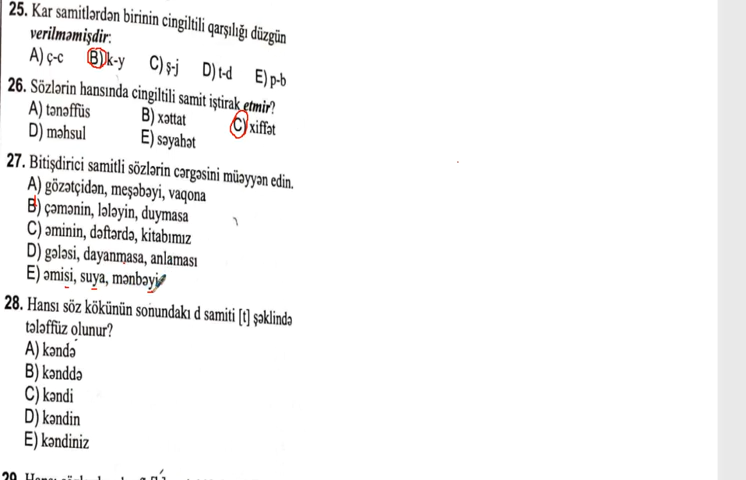 25. Kar samitlərdən birinin cingiltili qarşılığı düzgün
verilməmişdir:
A) ç-c B) k-y C) ş-j D) t-d E) p-b
26. Sözlərin hansında cingiltili samit iştirak etmir?
A) tənəffüs B) xəttat C) xiffət
D) məhsul E) səyahət
27. Bitişdirici samitli sözlərin cərgəsini müəyyən edin.
A) gözətçidən, meşəbəyi, vaqona
B) çəmənin, lələyin, duymasa
C) əminin, dəftərdə, kitabımız
D) gələsi, dayanmasa, anlaması
E) əmisi, suya, mənbəyi
28. Hansı söz kökünün sonundakı d samiti [t] şəklində
tələffüz olunur?
A) kəndə
B) kənddə
C) kəndi
D) kəndin
E) kəndiniz
29.